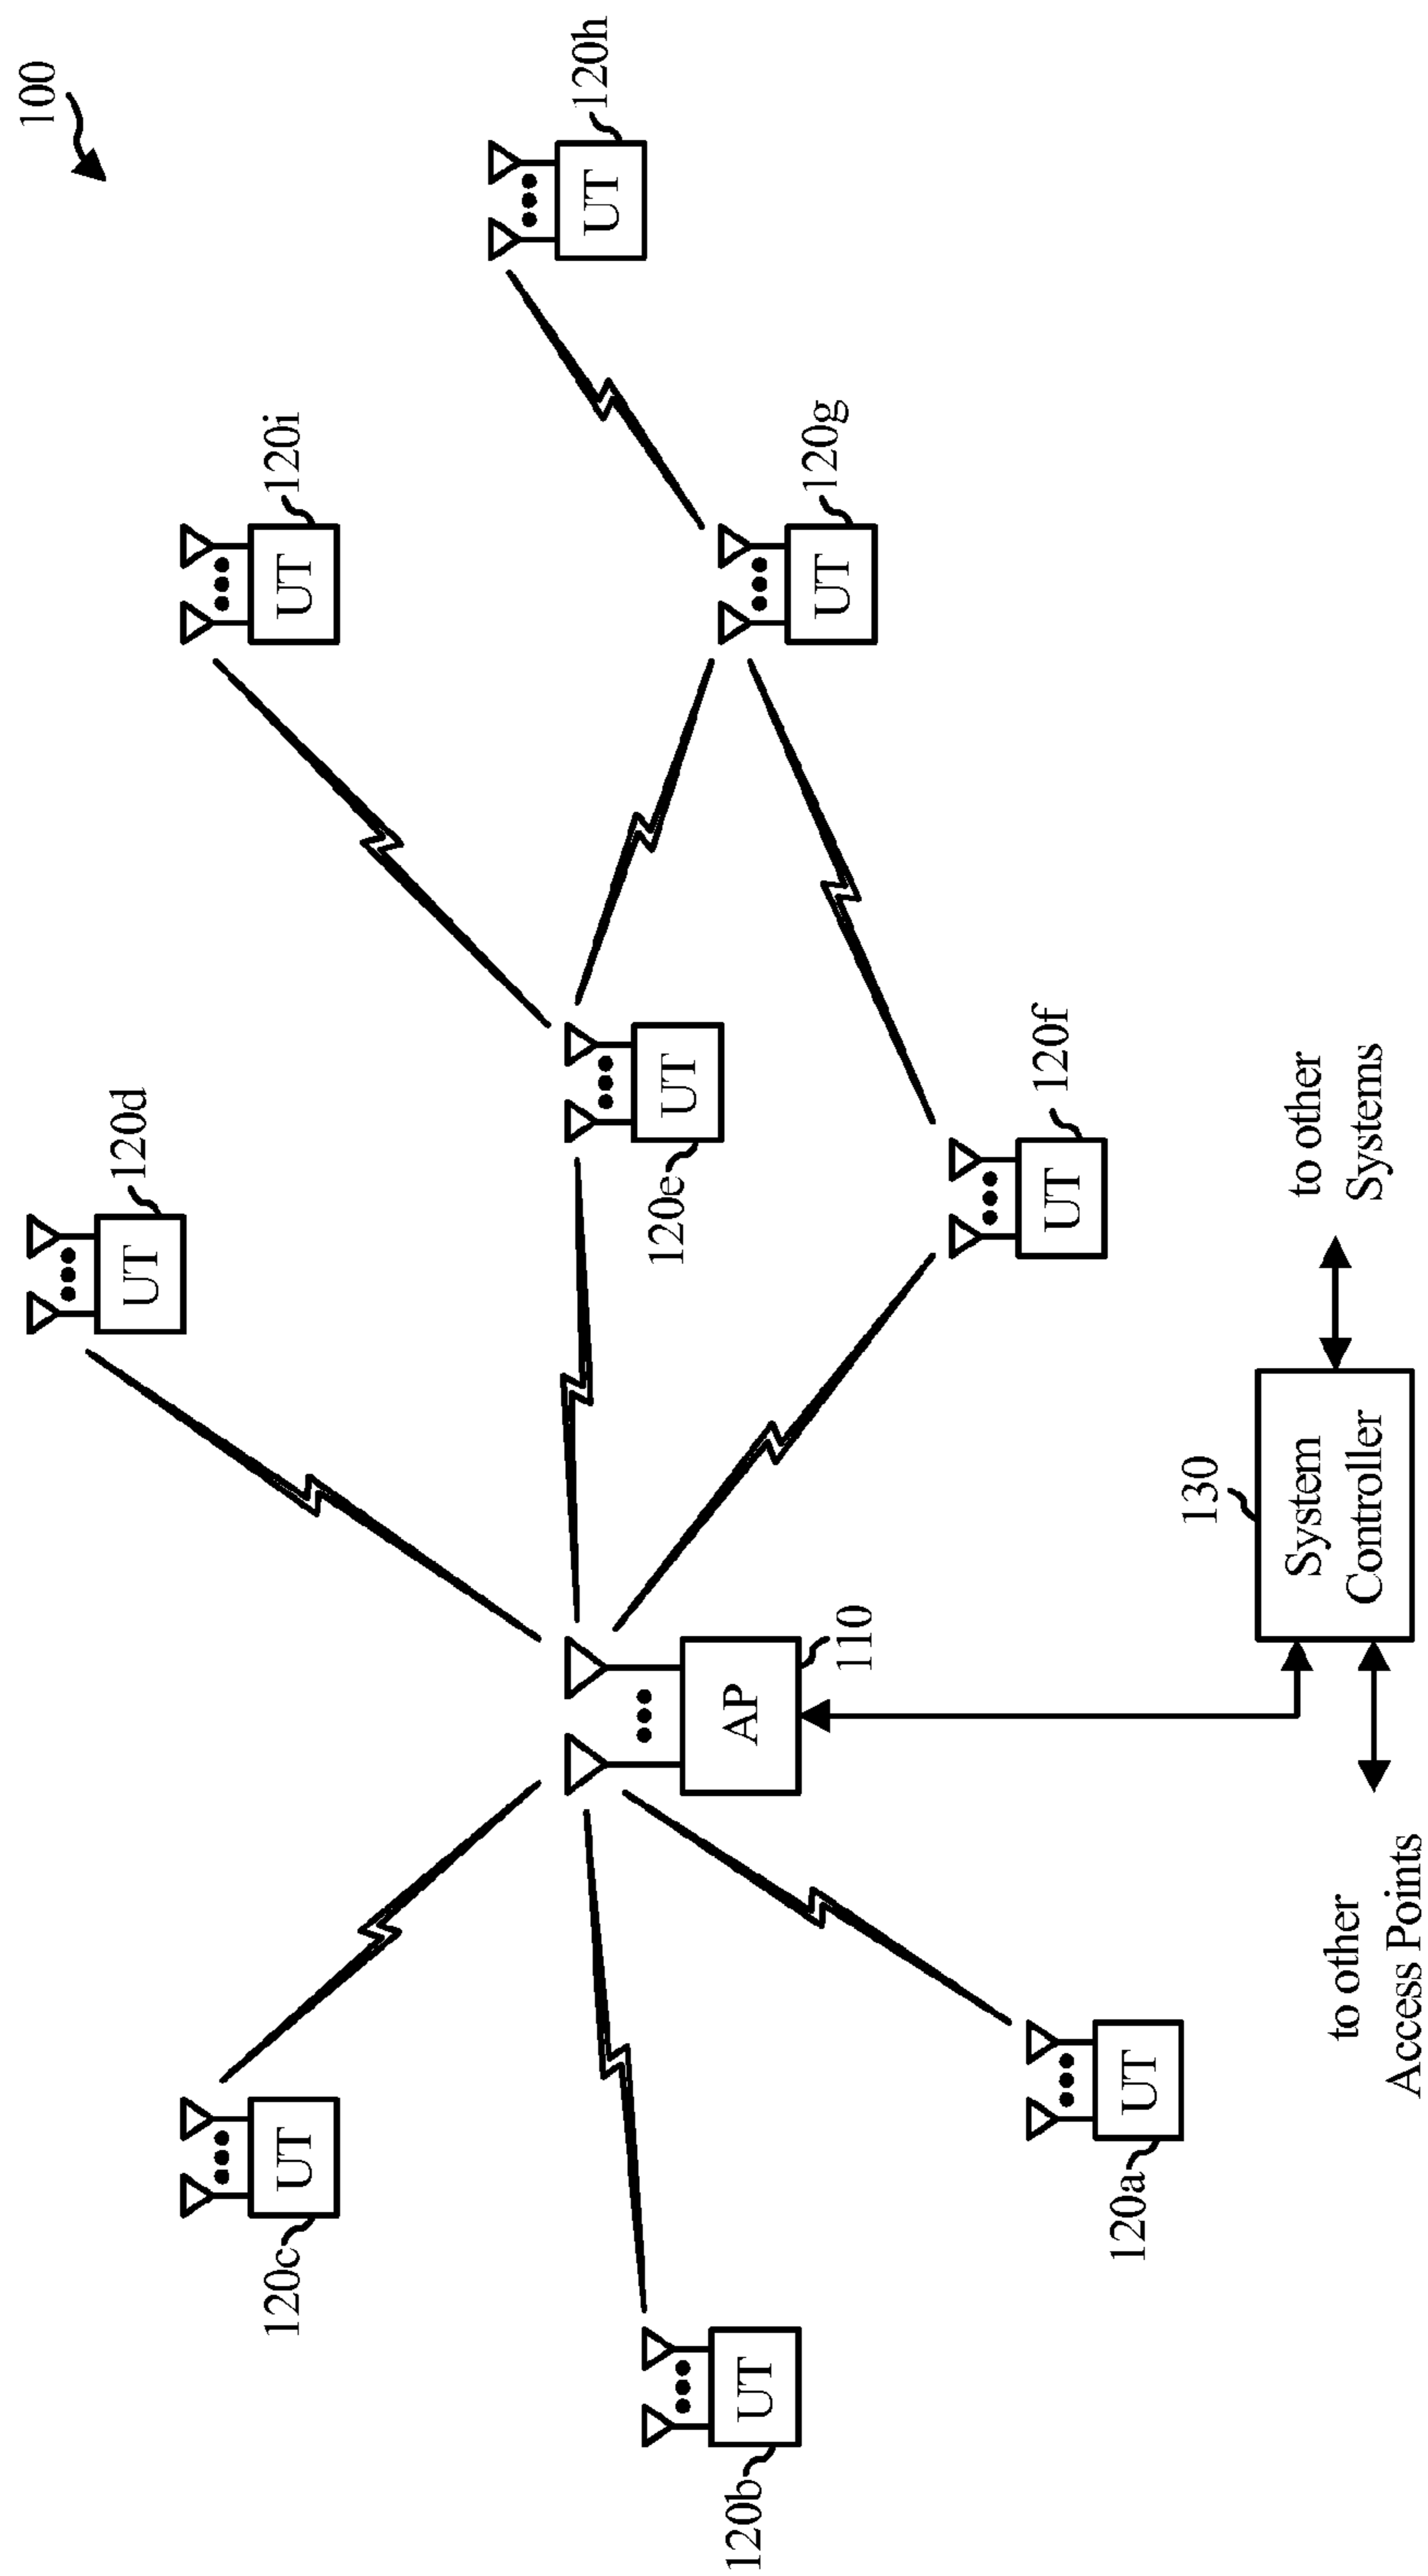 100
120d
UT
120i
UT
120c
UT
120h
UT
120e
UT
110
AP
120b
UT
120g
UT
120f
UT
120a
UT
130
System
Controller
to other
Systems
to other
Access Points